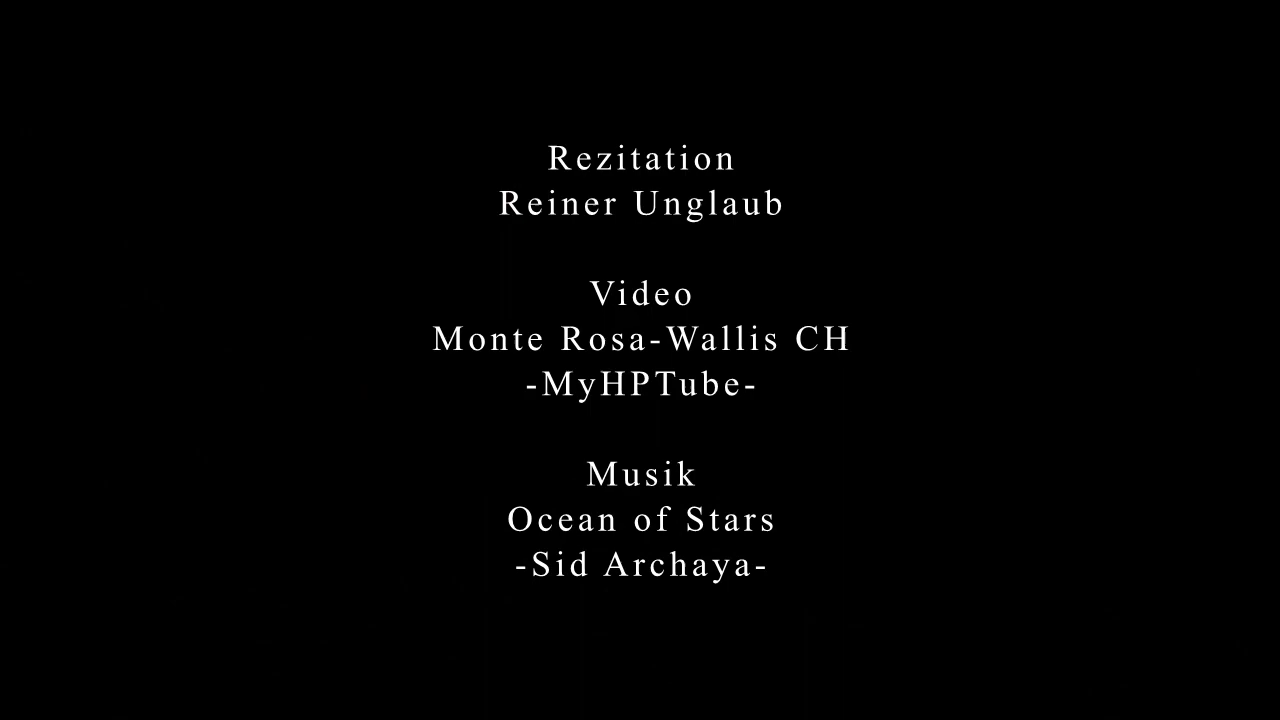 Rezitation
Reiner Unglaub
Video
Monte Rosa-Wallis CH
-MyHPTube-
Musik
Ocean of Stars
-Sid Archaya-